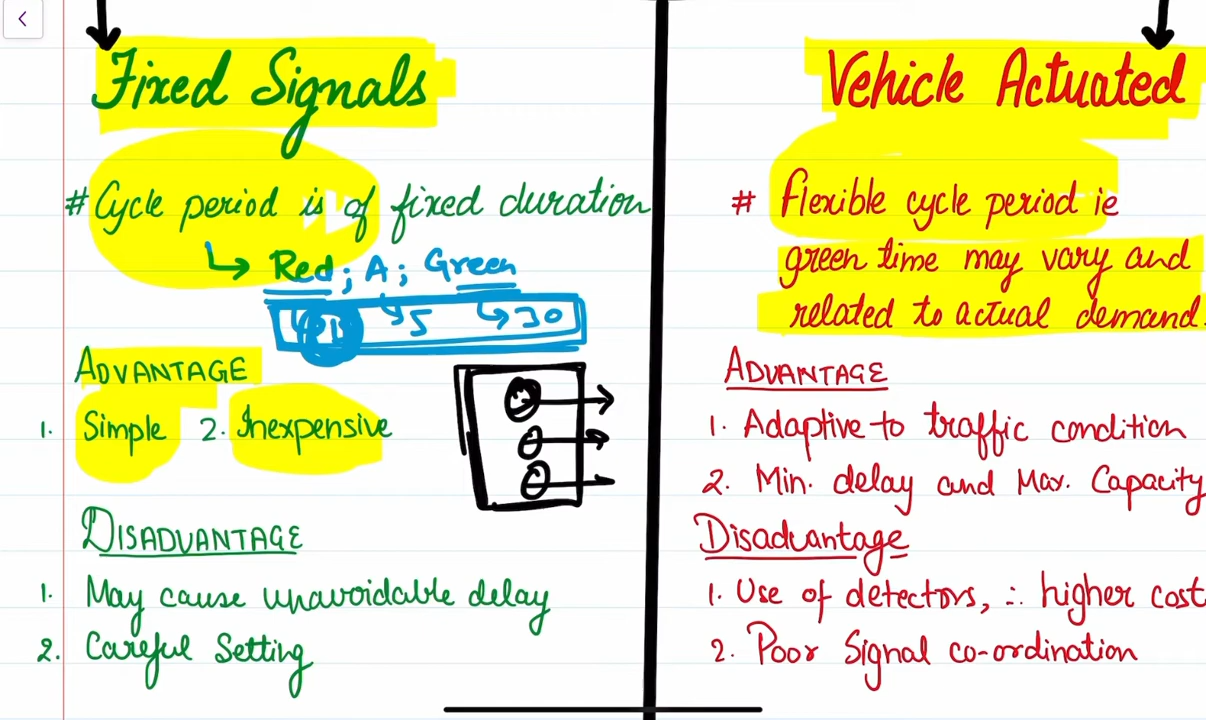 Fixed Signals
# Cycle period is of fixed duration
Red; A; Green
5 30
ADVANTAGE
1. Simple 2. Inexpensive
DISADVANTAGE
1. May cause unavoidable delay
2. Careful Setting
Vehicle Actuated
# Flexible cycle period ie
green time may vary and
related to actual demand.
ADVANTAGE
1. Adaptive to traffic condition
2. Min. delay and Max. Capacity
Disadvantage
1. Use of detectors, ∴ higher cost
2. Poor Signal co-ordination